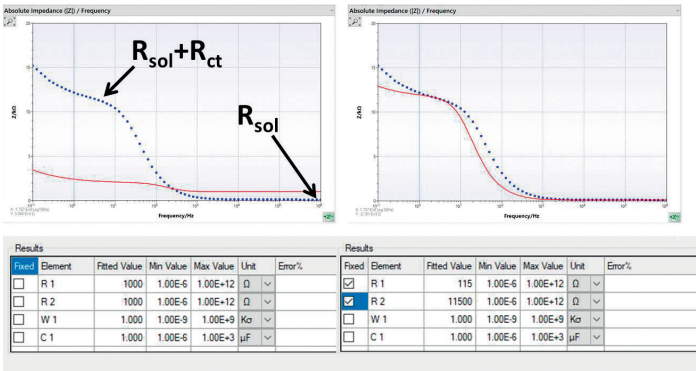 Absolute Impedance (|Z|) / Frequency
Absolute Impedance (|Z|) / Frequency
R_sol+R_ct
R_sol
Z/kΩ
Frequency/Hz
Z/kΩ
Frequency/Hz
Results
Fixed Element Fitted Value Min Value Max Value Unit Error%
R 1 1000 1.00E-6 1.00E+12 Ω
R 2 1000 1.00E-6 1.00E+12 Ω
W 1 1.000 1.00E-9 1.00E+9 Kσ
C 1 1.000 1.00E-6 1.00E+3 µF
Results
Fixed Element Fitted Value Min Value Max Value Unit Error%
R 1 115 1.00E-6 1.00E+12 Ω
R 2 11500 1.00E-6 1.00E+12 Ω
W 1 1.000 1.00E-9 1.00E+9 Kσ
C 1 1.000 1.00E-6 1.00E+3 µF